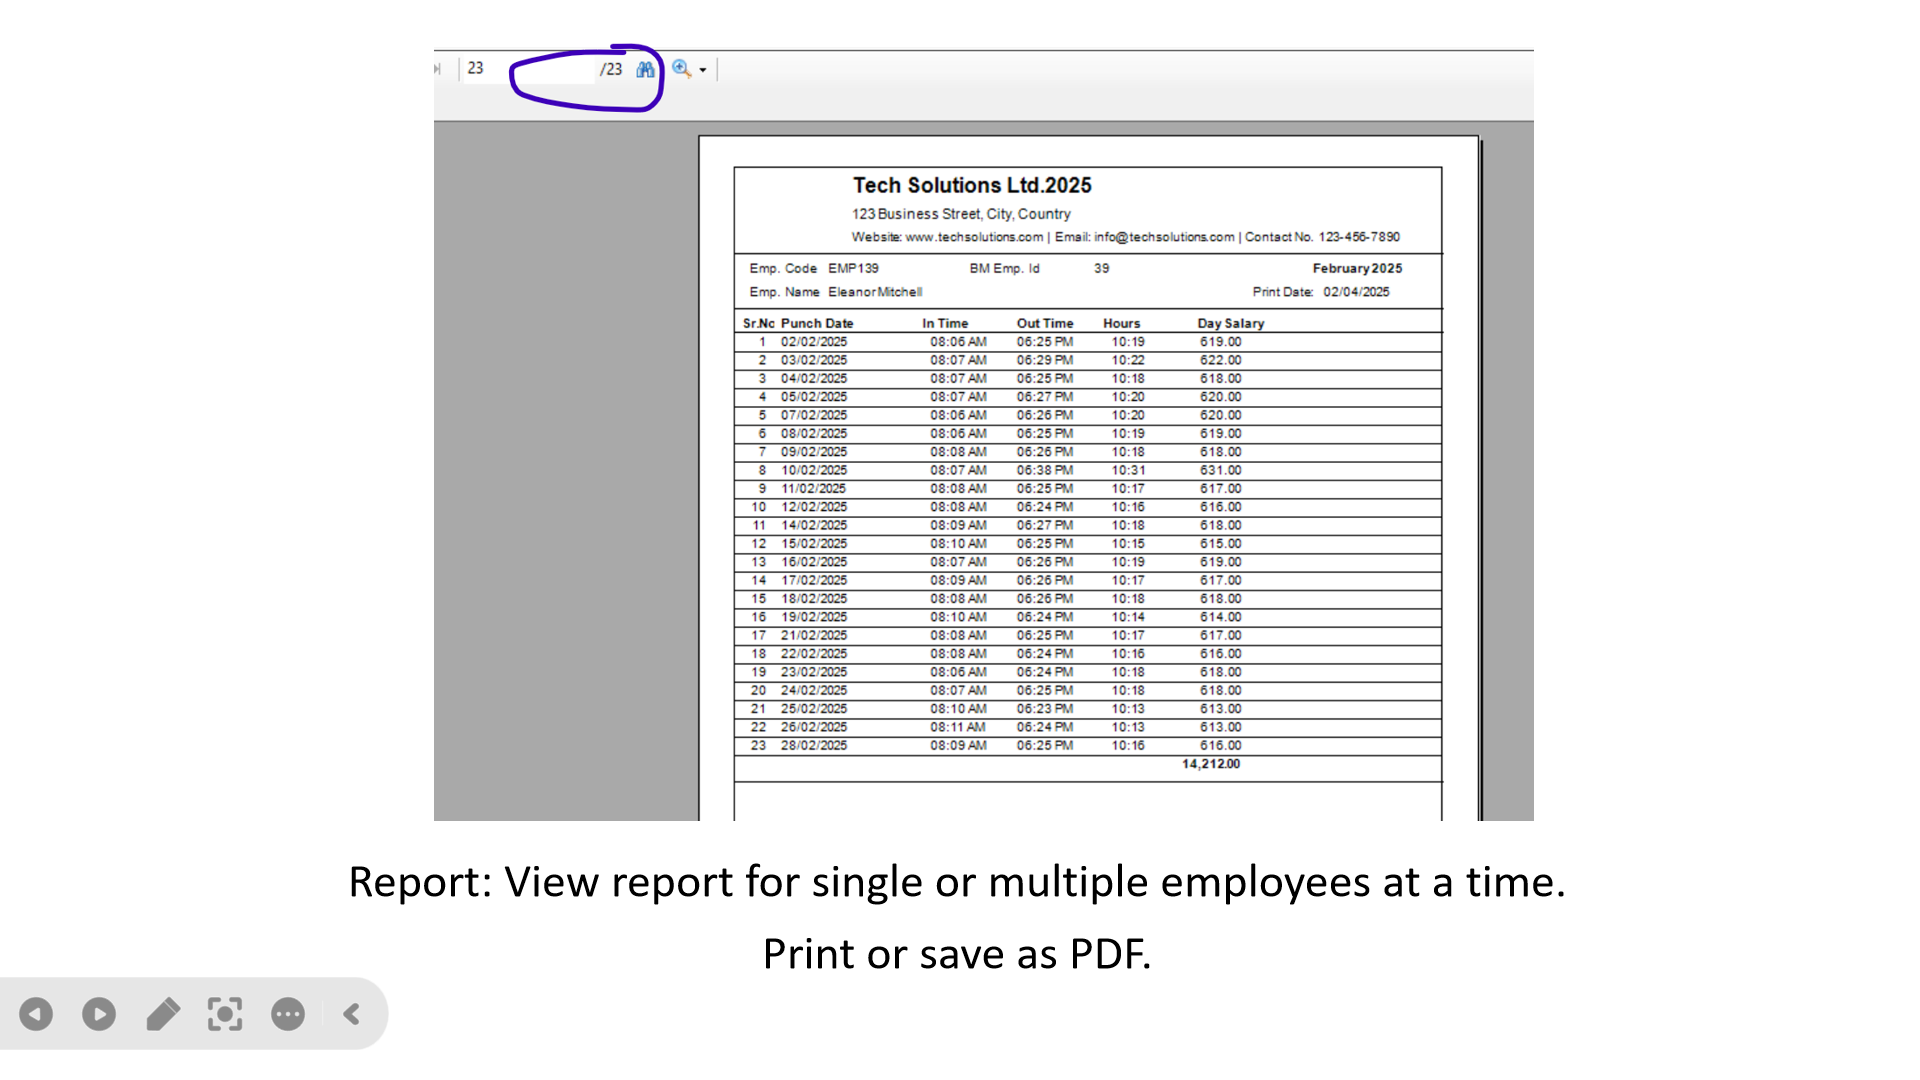 23 /23
Tech Solutions Ltd.2025
123 Business Street, City, Country
Website: www.techsolutions.com | Email: info@techsolutions.com | Contact No. 123-456-7890
Emp. Code EMP139 BM Emp. Id 39 February 2025
Emp. Name Eleanor Mitchell Print Date: 02/04/2025
Sr.No Punch Date In Time Out Time Hours Day Salary
1 02/02/2025 08:06 AM 06:25 PM 10:19 619.00
2 03/02/2025 08:07 AM 06:29 PM 10:22 622.00
3 04/02/2025 08:07 AM 06:25 PM 10:18 618.00
4 05/02/2025 08:07 AM 06:27 PM 10:20 620.00
5 07/02/2025 08:06 AM 06:26 PM 10:20 620.00
6 08/02/2025 08:06 AM 06:25 PM 10:19 619.00
7 09/02/2025 08:08 AM 06:26 PM 10:18 618.00
8 10/02/2025 08:07 AM 06:38 PM 10:31 631.00
9 11/02/2025 08:08 AM 06:25 PM 10:17 617.00
10 12/02/2025 08:08 AM 06:24 PM 10:16 616.00
11 14/02/2025 08:09 AM 06:27 PM 10:18 618.00
12 15/02/2025 08:10 AM 06:25 PM 10:15 615.00
13 16/02/2025 08:07 AM 06:26 PM 10:19 619.00
14 17/02/2025 08:09 AM 06:26 PM 10:17 617.00
15 18/02/2025 08:08 AM 06:26 PM 10:18 618.00
16 19/02/2025 08:10 AM 06:24 PM 10:14 614.00
17 21/02/2025 08:08 AM 06:25 PM 10:17 617.00
18 22/02/2025 08:08 AM 06:24 PM 10:16 616.00
19 23/02/2025 08:06 AM 06:24 PM 10:18 618.00
20 24/02/2025 08:07 AM 06:25 PM 10:18 618.00
21 25/02/2025 08:10 AM 06:23 PM 10:13 613.00
22 26/02/2025 08:11 AM 06:24 PM 10:13 613.00
23 28/02/2025 08:09 AM 06:25 PM 10:16 616.00
14,212.00
Report: View report for single or multiple employees at a time.
Print or save as PDF.